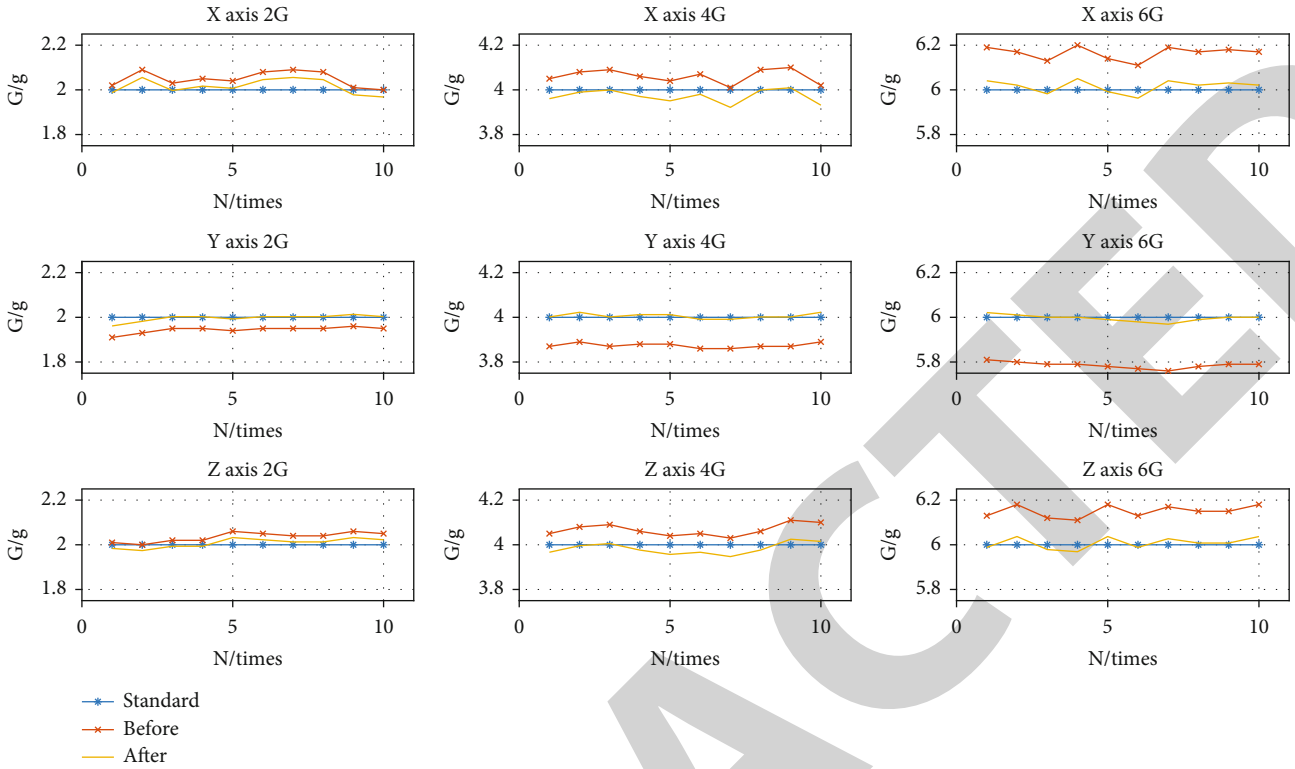 X axis 2G
X axis 4G
X axis 6G
G/g
2.2
2
1.8
0
5
10
N/times
G/g
4.2
4
3.8
0
5
10
N/times
G/g
6.2
6
5.8
0
5
10
N/times
Y axis 2G
Y axis 4G
Y axis 6G
G/g
2.2
2
1.8
0
5
10
N/times
G/g
4.2
4
3.8
0
5
10
N/times
G/g
6.2
6
5.8
0
5
10
N/times
Z axis 2G
Z axis 4G
Z axis 6G
G/g
2.2
2
1.8
0
5
10
N/times
G/g
4.2
4
3.8
0
5
10
N/times
G/g
6.2
6
5.8
0
5
10
N/times
Standard
Before
After
ACTE